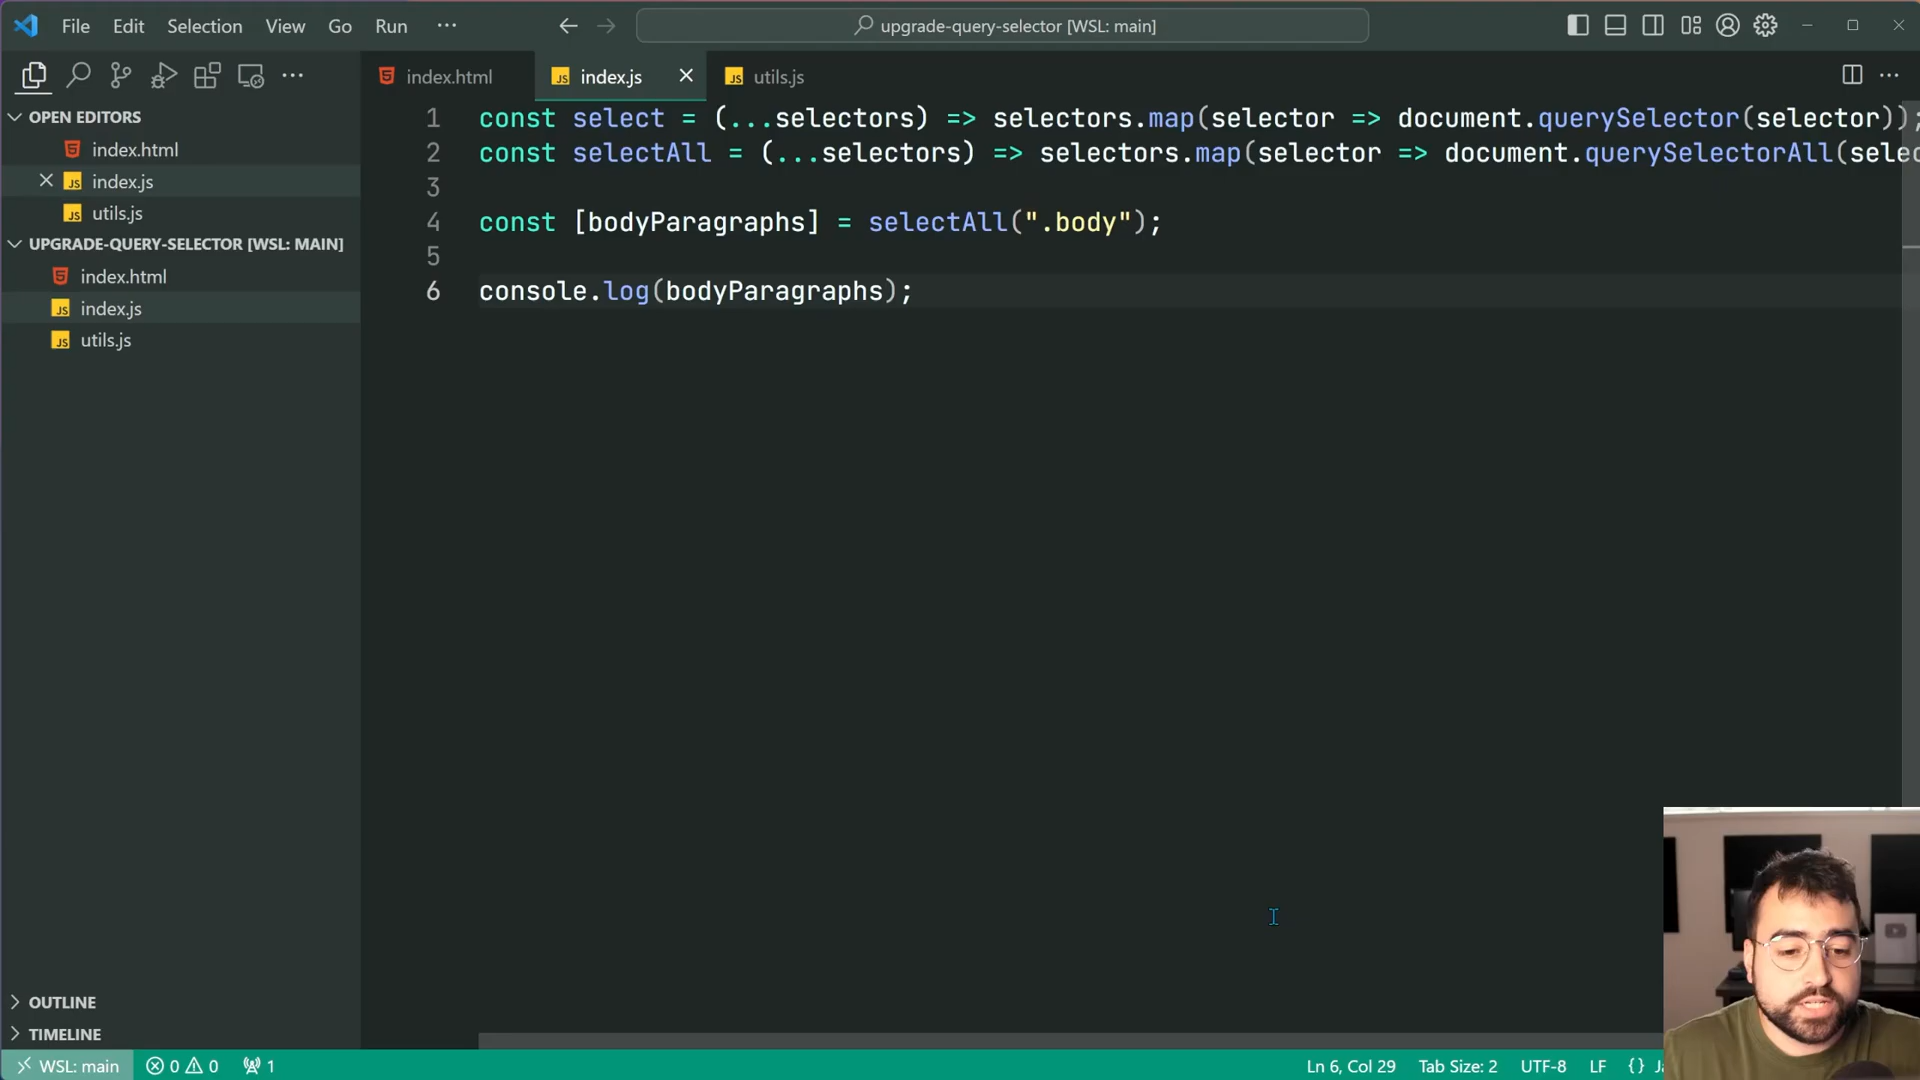 File Edit Selection View Go Run ···
upgrade-query-selector [WSL: main]
index.html
index.js
utils.js
OPEN EDITORS
index.html
index.js
utils.js
UPGRADE-QUERY-SELECTOR [WSL: MAIN]
index.html
index.js
utils.js
1 const select = (...selectors) => selectors.map(selector => document.querySelector(selector));
2 const selectAll = (...selectors) => selectors.map(selector => document.querySelectorAll(selec
3
4 const [bodyParagraphs] = selectAll(".body");
5
6 console.log(bodyParagraphs);
OUTLINE
TIMELINE
WSL: main 0 0 1 Ln 6, Col 29 Tab Size: 2 UTF-8 LF {}